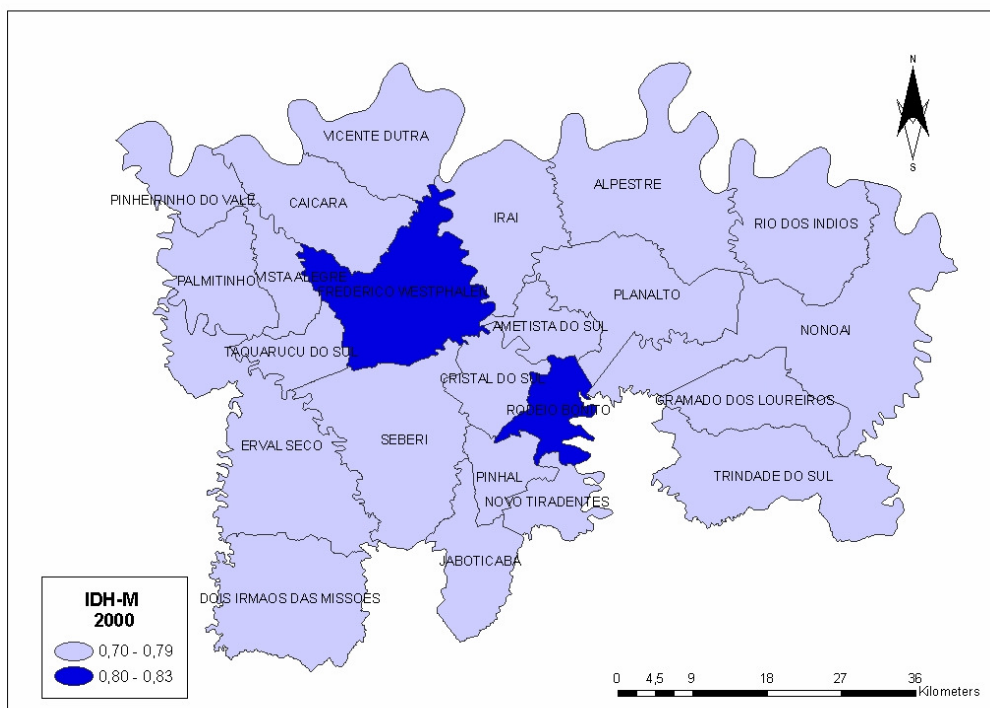 N
S
VICENTE DUTRA
PINHEIRINHO DO VALE
CAICARA
IRAI
ALPESTRE
RIO DOS INDIOS
PALMITINHO
VISTA ALEGRE
FREDERICO WESTPHALEN
PLANALTO
AMETISTA DO SUL
NONOAI
TAQUARUCU DO SUL
CRISTAL DO SUL
RODEIO BONITO
GRAMADO DOS LOUREIROS
ERVAL SECO
SEBERI
PINHAL
TRINDADE DO SUL
NOVO TIRADENTES
JABOTICABA
DOIS IRMAOS DAS MISSOES
IDH-M
2000
0,70 - 0,79
0,80 - 0,83
0 4,5 9 18 27 36
Kilometers